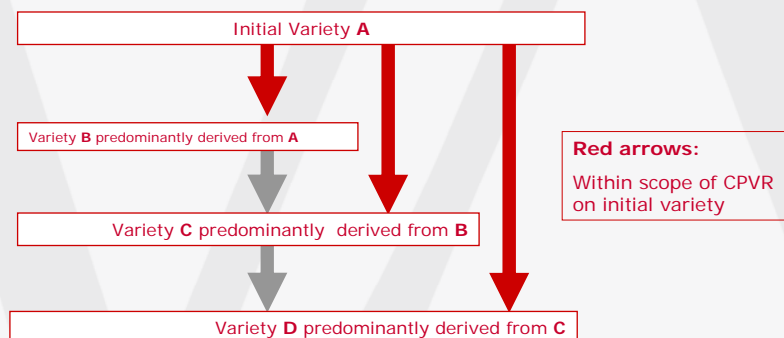 Initial Variety A
Variety B predominantly derived from A
Red arrows:
Within scope of CPVR
on initial variety
Variety C predominantly derived from B
Variety D predominantly derived from C